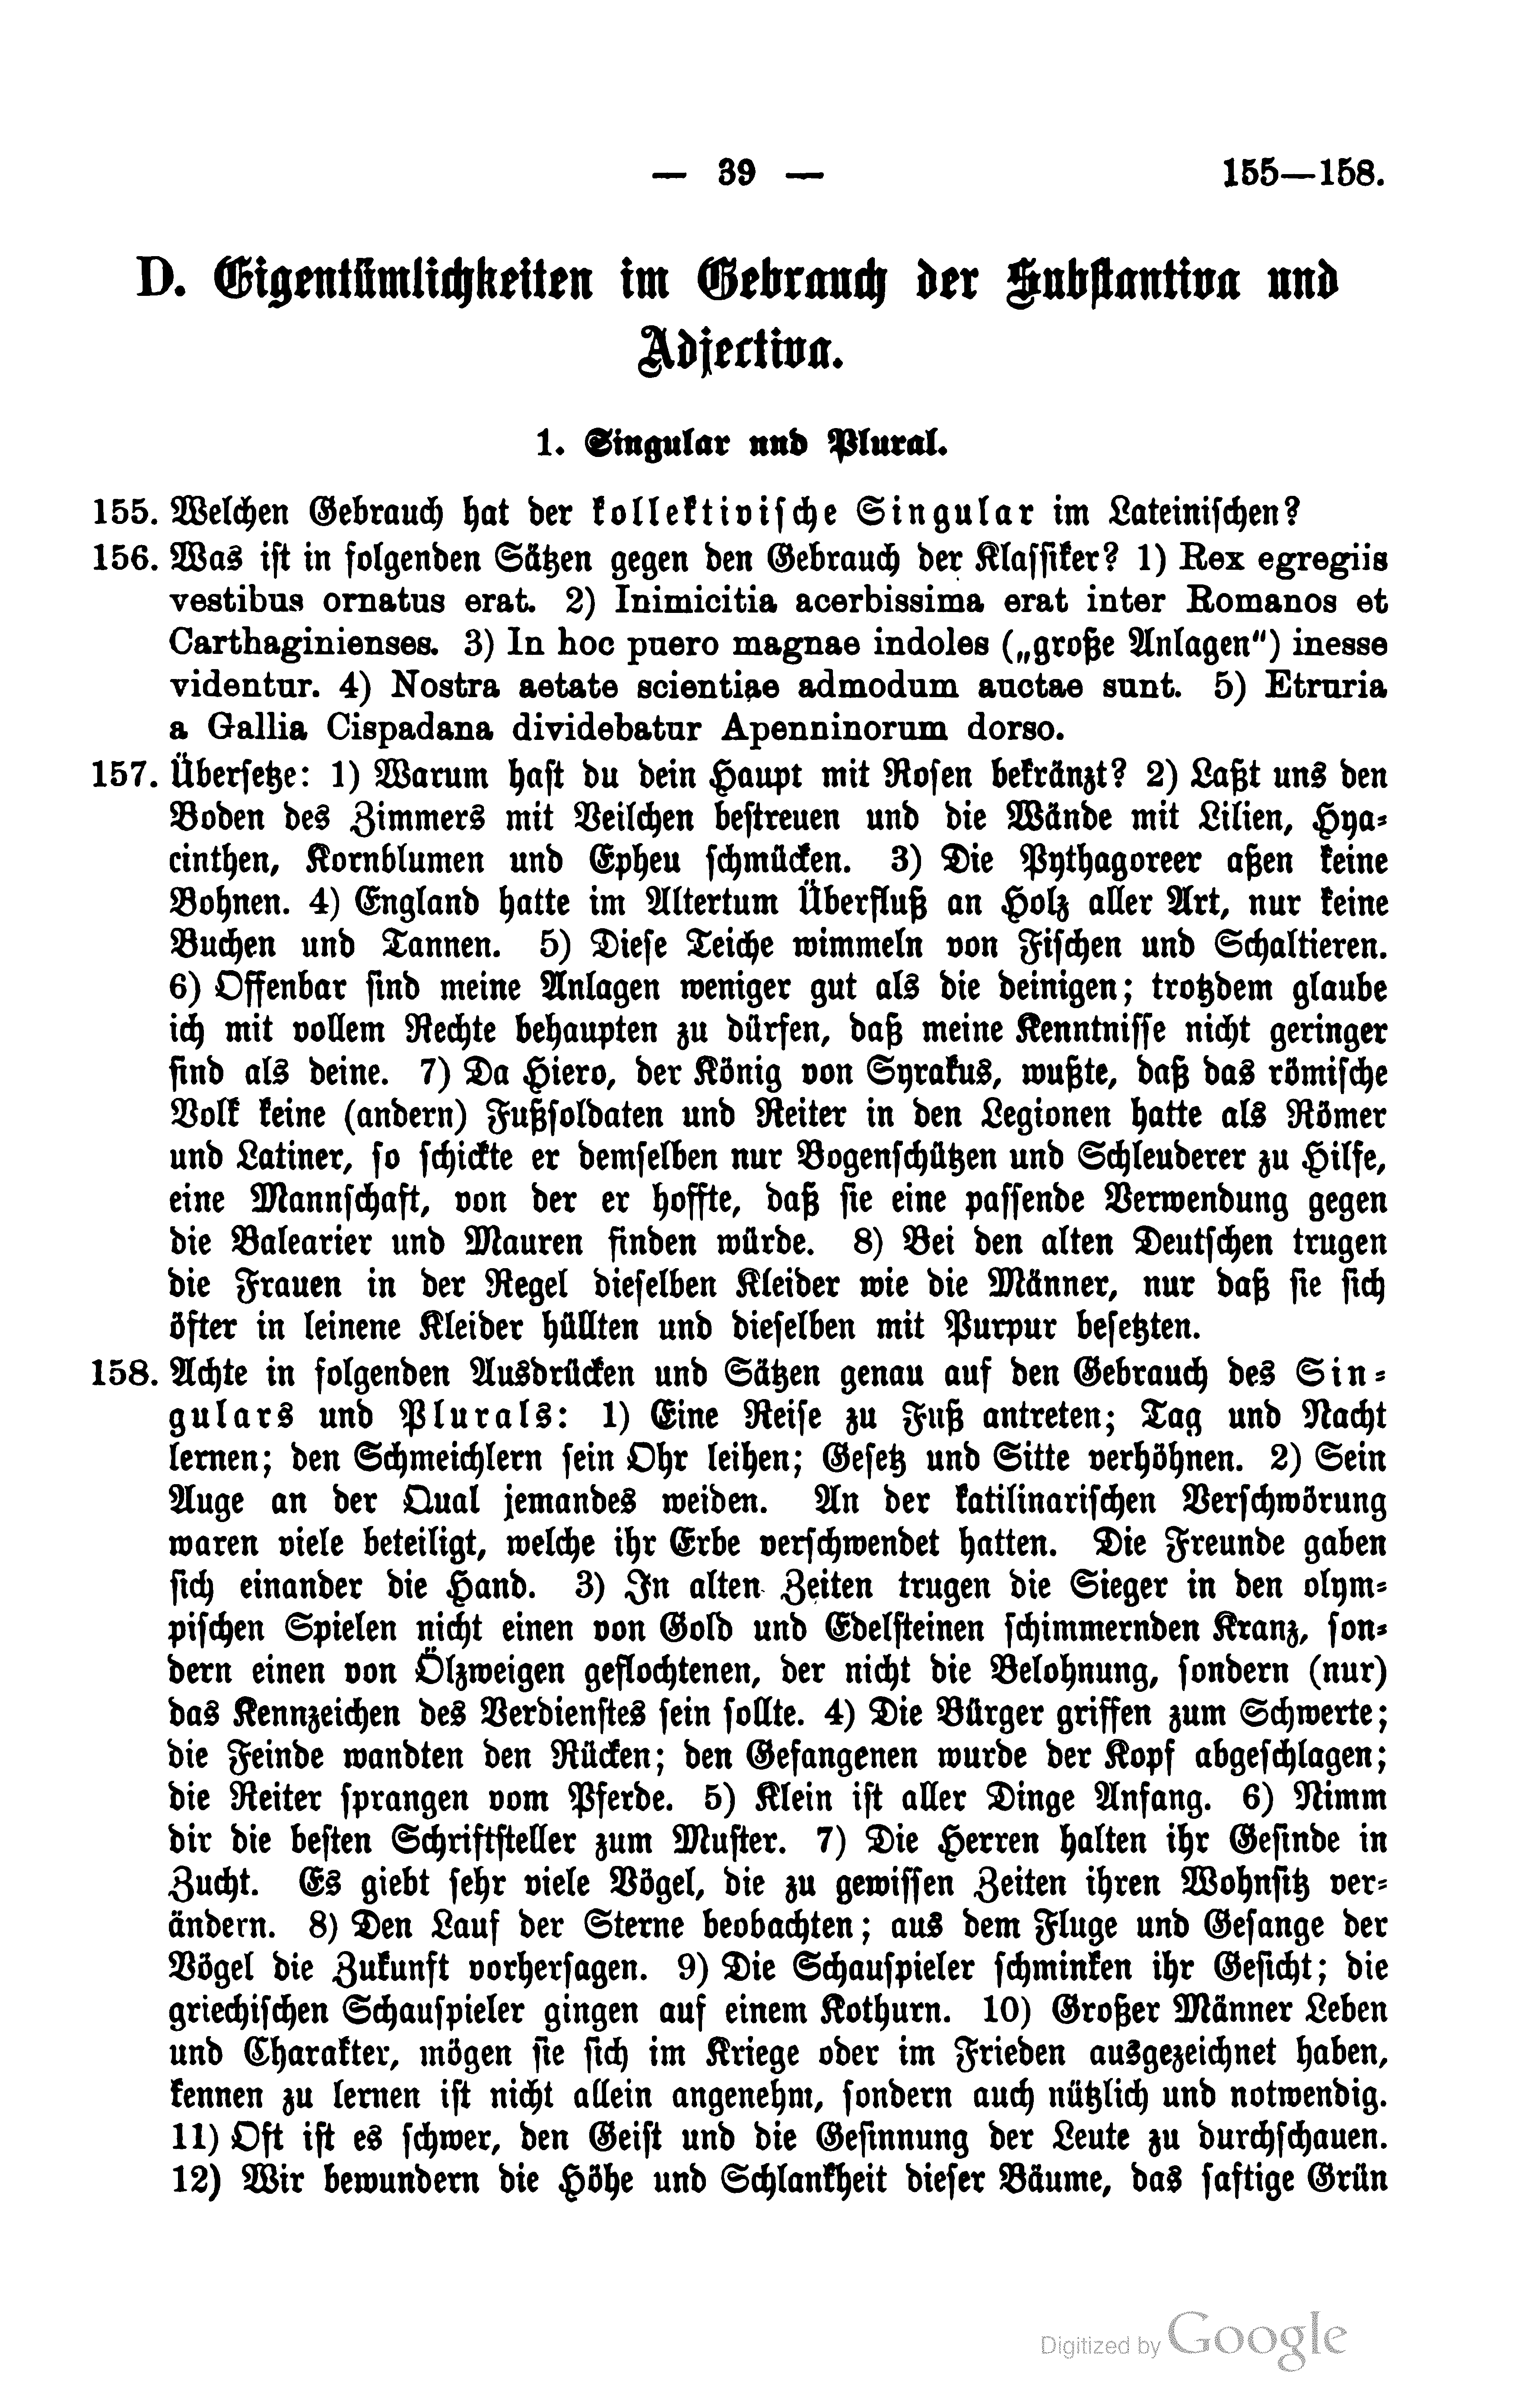 — 39 — 155—158.
D. Eigentümlichkeiten im Gebrauch der Substantiva und
Adjectiva.
1. Singular und Plural.
155. Welchen Gebrauch hat der kollektivische Singular im Lateinischen?
156. Was ist in folgenden Sätzen gegen den Gebrauch der Klassiker? 1) Rex egregiis
vestibus ornatus erat. 2) Inimicitia acerbissima erat inter Romanos et
Carthaginienses. 3) In hoc puero magnae indoles („große Anlagen“) inesse
videntur. 4) Nostra aetate scientiae admodum auctae sunt. 5) Etruria
a Gallia Cispadana dividebatur Apenninorum dorso.
157. Übersetze: 1) Warum hast du dein Haupt mit Rosen bekränzt? 2) Laßt uns den
Boden des Zimmers mit Veilchen bestreuen und die Wände mit Lilien, Hya-
cinthen, Kornblumen und Epheu schmücken. 3) Die Pythagoreer aßen keine
Bohnen. 4) England hatte im Altertum Überfluß an Holz aller Art, nur keine
Buchen und Tannen. 5) Diese Teiche wimmeln von Fischen und Schaltieren.
6) Offenbar sind meine Anlagen weniger gut als die deinigen; trotzdem glaube
ich mit vollem Rechte behaupten zu dürfen, daß meine Kenntnisse nicht geringer
sind als deine. 7) Da Hiero, der König von Syrakus, wußte, daß das römische
Volk keine (andern) Fußsoldaten und Reiter in den Legionen hatte als Römer
und Latiner, so schickte er demselben nur Bogenschützen und Schleuderer zu Hilfe,
eine Mannschaft, von der er hoffte, daß sie eine passende Verwendung gegen
die Balearier und Mauren finden würde. 8) Bei den alten Deutschen trugen
die Frauen in der Regel dieselben Kleider wie die Männer, nur daß sie sich
öfter in leinene Kleider hüllten und dieselben mit Purpur besetzten.
158. Achte in folgenden Ausdrücken und Sätzen genau auf den Gebrauch des Sin-
gulars und Plurals: 1) Eine Reise zu Fuß antreten; Tag und Nacht
lernen; den Schmeichlern sein Ohr leihen; Gesetz und Sitte verhöhnen. 2) Sein
Auge an der Qual jemandes weiden. An der katilinarischen Verschwörung
waren viele beteiligt, welche ihr Erbe verschwendet hatten. Die Freunde gaben
sich einander die Hand. 3) In alten Zeiten trugen die Sieger in den olym-
pischen Spielen nicht einen von Gold und Edelsteinen schimmernden Kranz, son-
dern einen von Ölzweigen geflochtenen, der nicht die Belohnung, sondern (nur)
das Kennzeichen des Verdienstes sein sollte. 4) Die Bürger griffen zum Schwerte;
die Feinde wandten den Rücken; den Gefangenen wurde der Kopf abgeschlagen;
die Reiter sprangen vom Pferde. 5) Klein ist aller Dinge Anfang. 6) Nimm
dir die besten Schriftsteller zum Muster. 7) Die Herren halten ihr Gesinde in
Zucht. Es giebt sehr viele Vögel, die zu gewissen Zeiten ihren Wohnsitz ver-
ändern. 8) Den Lauf der Sterne beobachten; aus dem Fluge und Gesange der
Vögel die Zukunft vorhersagen. 9) Die Schauspieler schminken ihr Gesicht; die
griechischen Schauspieler gingen auf einem Kothurn. 10) Großer Männer Leben
und Charakter, mögen sie sich im Kriege oder im Frieden ausgezeichnet haben,
kennen zu lernen ist nicht allein angenehm, sondern auch nützlich und notwendig.
11) Oft ist es schwer, den Geist und die Gesinnung der Leute zu durchschauen.
12) Wir bewundern die Höhe und Schlankheit dieser Bäume, das saftige Grün
Digitized by Google